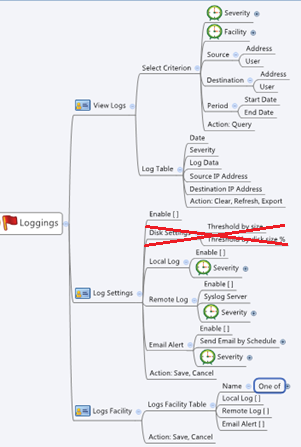 Loggings
View Logs
Select Criterion
Severity
Facility
Source
Address
User
Destination
Address
User
Period
Start Date
End Date
Action: Query
Log Table
Date
Severity
Log Data
Source IP Address
Destination IP Address
Action: Clear, Refresh, Export
Log Settings
Enable [ ]
Disk Settings
Threshold by size
Threshold by disk size %
Local Log
Enable [ ]
Severity
Remote Log
Enable [ ]
Syslog Server
Severity
Email Alert
Enable [ ]
Send Email by Schedule
Severity
Action: Save, Cancel
Logs Facility
Logs Facility Table
Name
One of
Local Log [ ]
Remote Log [ ]
Email Alert [ ]
Action: Save, Cancel